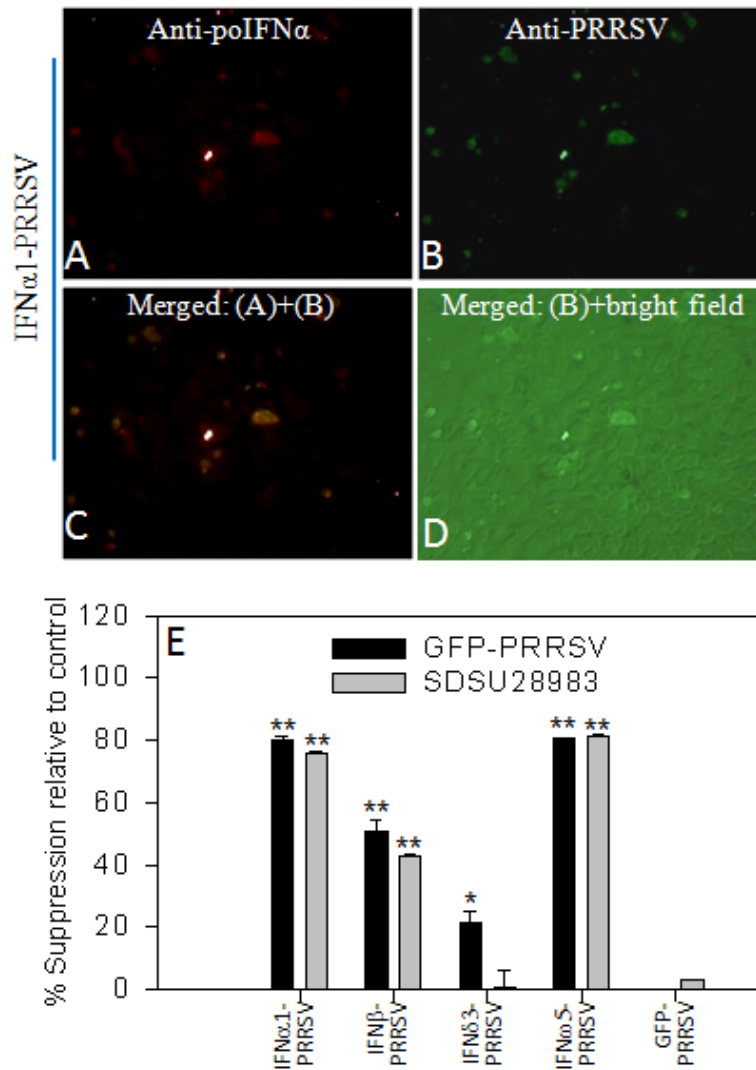 Anti-poIFNα
Anti-PRRSV
IFNα1-PRRSV
A
B
Merged: (A)+(B)
Merged: (B)+bright field
C
D
E
GFP-PRRSV
SDSU28983
% Suppression relative to control
120
100
80
60
40
20
0
** **
** **
*
** **
IFNα1-
PRRSV
IFNβ-
PRRSV
IFNδ3-
PRRSV
IFNω5-
PRRSV
GFP-
PRRSV